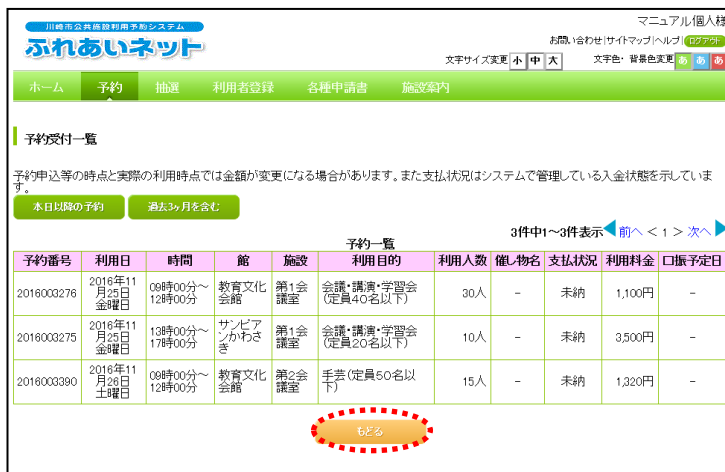 マニュアル個人様
川崎市公共施設利用予約システム
ふれあいネット
お問い合わせ|サイトマップ|ヘルプ|ログアウト
文字サイズ変更 小 中 大 文字色・背景色変更 あ あ あ
ホーム 予約 抽選 利用者登録 各種申請書 施設案内
予約受付一覧
予約申込等の時点と実際の利用時点では金額が変更になる場合があります。また支払状況はシステムで管理している入金状態を示していま
す。
本日以降の予約 過去3ヶ月を含む
3件中1～3件表示 前へ < 1 > 次へ
予約一覧
予約番号 利用日 時間 館 施設 利用目的 利用人数 催し物名 支払状況 利用料金 口振予定日
2016003276 2016年11月25日金曜日 09時00分～12時00分 教育文化会館 第1会議室 会議・講演・学習会(定員40名以下) 30人 － 未納 1,100円 －
2016003275 2016年11月25日金曜日 13時00分～17時00分 サンピアンかわさき 第1会議室 会議・講演・学習会(定員20名以下) 10人 － 未納 3,500円 －
2016003390 2016年11月26日土曜日 09時00分～12時00分 教育文化会館 第2会議室 手芸(定員50名以下) 15人 － 未納 1,320円 －
もどる